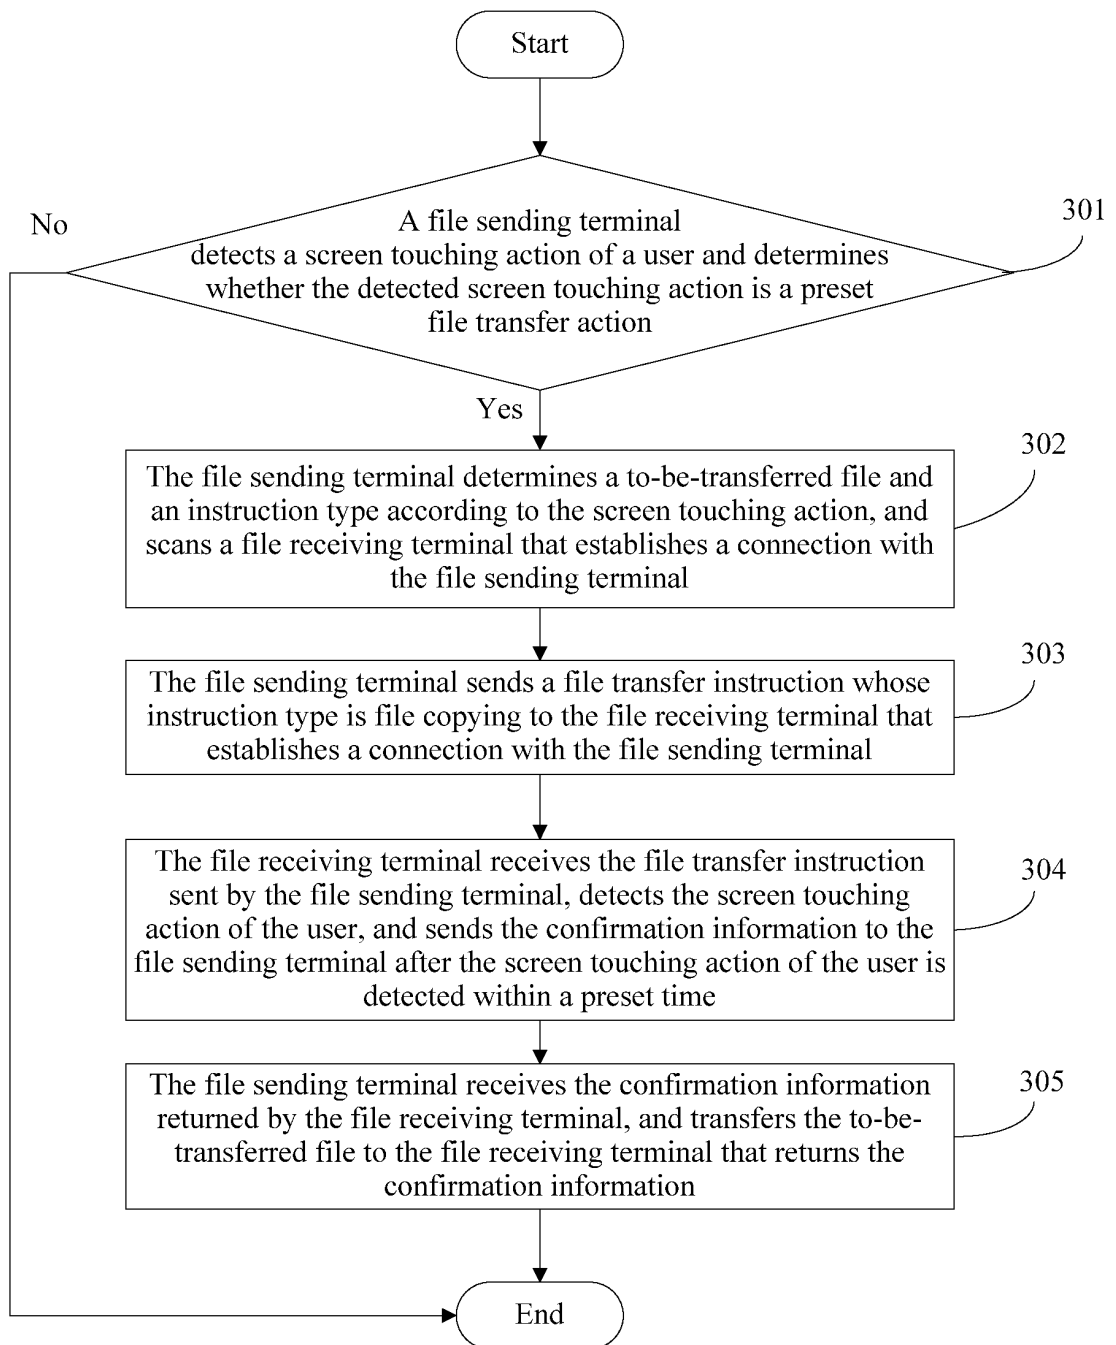 Start
No
A file sending terminal
detects a screen touching action of a user and determines
whether the detected screen touching action is a preset
file transfer action
301
Yes
302
The file sending terminal determines a to-be-transferred file and
an instruction type according to the screen touching action, and
scans a file receiving terminal that establishes a connection with
the file sending terminal
303
The file sending terminal sends a file transfer instruction whose
instruction type is file copying to the file receiving terminal that
establishes a connection with the file sending terminal
304
The file receiving terminal receives the file transfer instruction
sent by the file sending terminal, detects the screen touching
action of the user, and sends the confirmation information to the
file sending terminal after the screen touching action of the user is
detected within a preset time
305
The file sending terminal receives the confirmation information
returned by the file receiving terminal, and transfers the to-be-
transferred file to the file receiving terminal that returns the
confirmation information
End